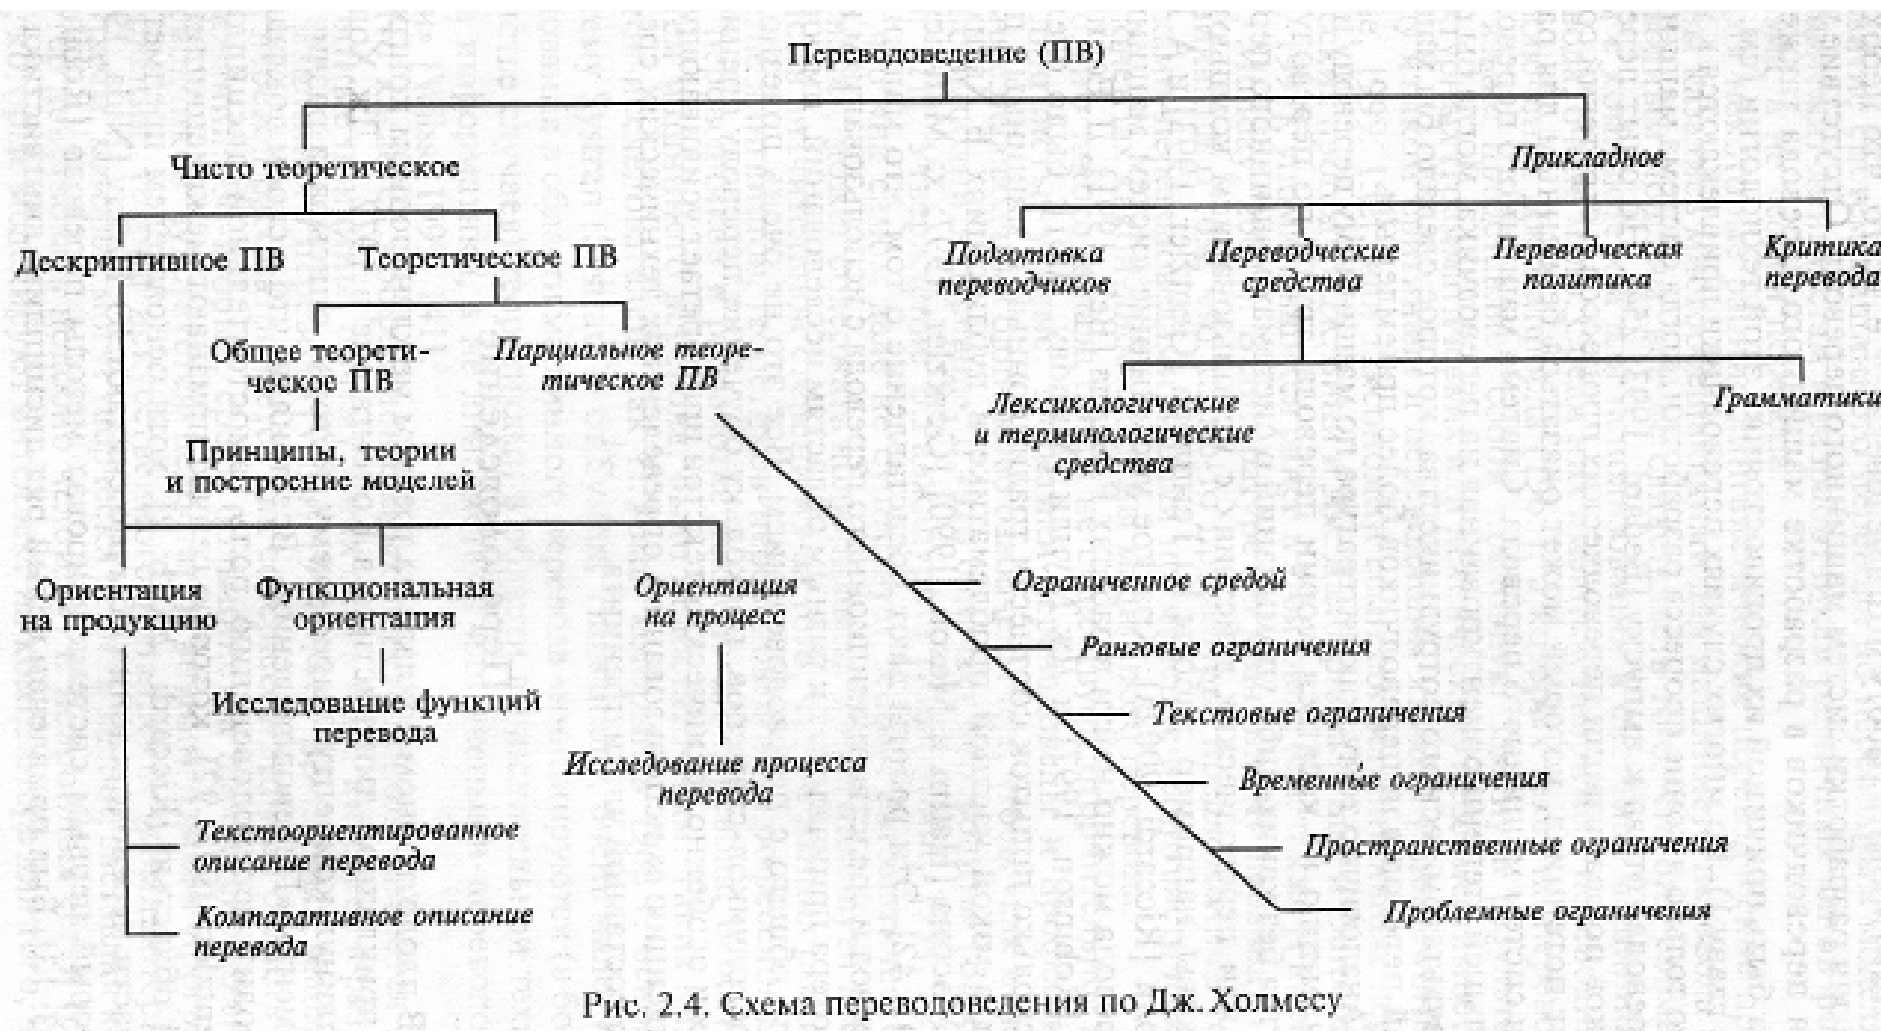 Переводоведение (ПВ)
Чисто теоретическое
Прикладное
Дескриптивное ПВ
Теоретическое ПВ
Подготовка
переводчиков
Переводческие
средства
Переводческая
политика
Критика
перевода
Общее теорети-
ческое ПВ
Парциальное теоре-
тическое ПВ
Лексикологические
и терминологические
средства
Грамматики
Принципы, теории
и построение моделей
Ориентация
на продукцию
Функциональная
ориентация
Ориентация
на процесс
Исследование функций
перевода
Исследование процесса
перевода
Текстоориентированное
описание перевода
Компаративное описание
перевода
Ограниченное средой
Ранговые ограничения
Текстовые ограничения
Временны́е ограничения
Пространственные ограничения
Проблемные ограничения
Рис. 2.4. Схема переводоведения по Дж. Холмсу